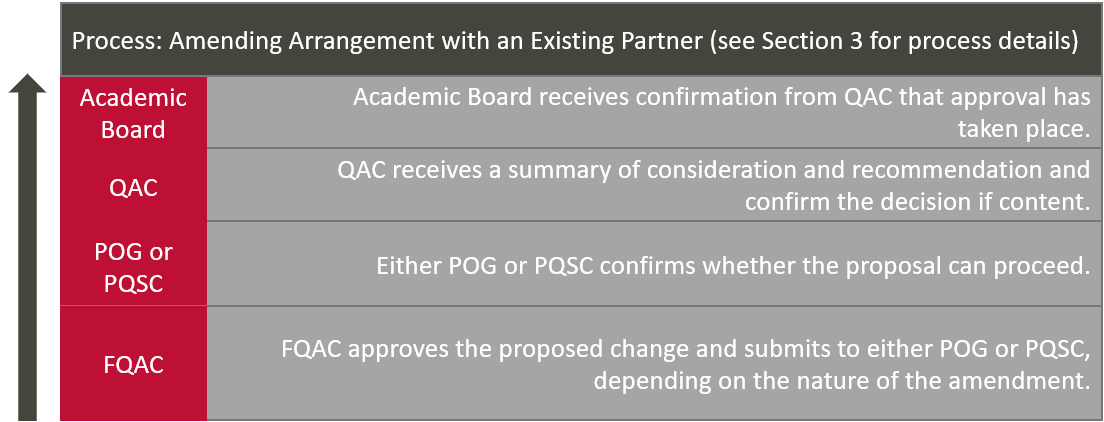 Process: Amending Arrangement with an Existing Partner (see Section 3 for process details)
Academic
Board
Academic Board receives confirmation from QAC that approval has
taken place.
QAC
QAC receives a summary of consideration and recommendation and
confirm the decision if content.
POG or
PQSC
Either POG or PQSC confirms whether the proposal can proceed.
FQAC
FQAC approves the proposed change and submits to either POG or PQSC,
depending on the nature of the amendment.